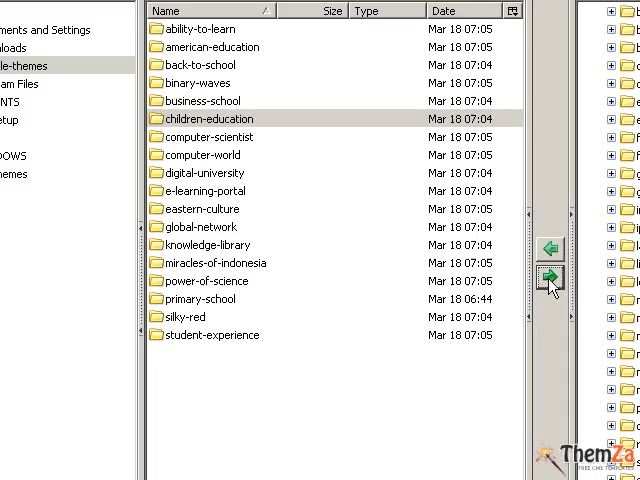 Name Size Type Date
ability-to-learn Mar 18 07:05
american-education Mar 18 07:05
back-to-school Mar 18 07:04
binary-waves Mar 18 07:05
business-school Mar 18 07:04
children-education Mar 18 07:04
computer-scientist Mar 18 07:05
computer-world Mar 18 07:04
digital-university Mar 18 07:04
e-learning-portal Mar 18 07:04
eastern-culture Mar 18 07:05
global-network Mar 18 07:04
knowledge-library Mar 18 07:04
miracles-of-indonesia Mar 18 07:05
power-of-science Mar 18 07:05
primary-school Mar 18 06:44
silky-red Mar 18 07:04
student-experience Mar 18 07:05
ments and Settings
loads
le-themes
am Files
NTS
etup
OWS
hemes
ThemZa
FREE CMS TEMPLATES